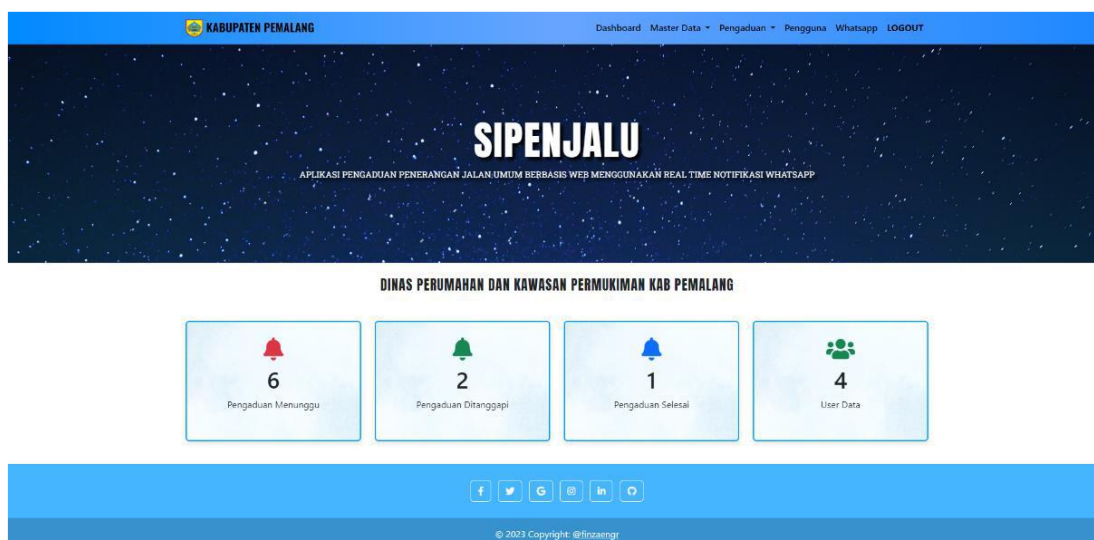 KABUPATEN PEMALANG
Dashboard Master Data Pengaduan Pengguna Whatsapp LOGOUT
SIPENJALU
APLIKASI PENGADUAN PENERANGAN JALAN UMUM BERBASIS WEB MENGGUNAKAN REAL TIME NOTIFIKASI WHATSAPP
DINAS PERUMAHAN DAN KAWASAN PERMUKIMAN KAB PEMALANG
6
Pengaduan Menunggu
2
Pengaduan Ditanggapi
1
Pengaduan Selesai
4
User Data
© 2023 Copyright: @finzaengr